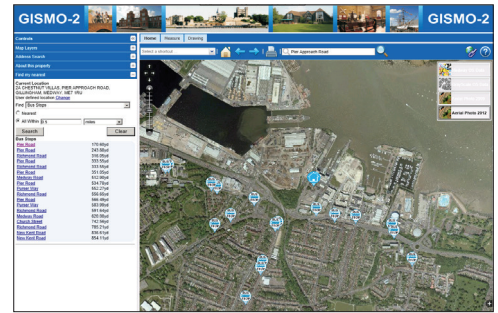 GISMO-2
GISMO-2
Controls
Map Layers
Address Search
About this property
Find my nearest
Home
Measure
Drawing
Select a shortcut
Pier Approach Road
Current Location
2A CHESTNUT VILLAS, PIER APPROACH ROAD,
GILLINGHAM, MEDWAY, ME7 1RU
User defined location Change
Find Bus Stops
Nearest
All Within 0.5 miles
Search
Clear
Bus Stops
Pier Road
Pier Road
Richmond Road
Pier Road
Richmond Road
Pier Road
Medway Road
Pier Road
Parker Way
Richmond Road
Pier Road
Parker Way
Richmond Road
Medway Road
Church Street
Richmond Road
New Kent Road
New Kent Road
Aerial Photo 2012